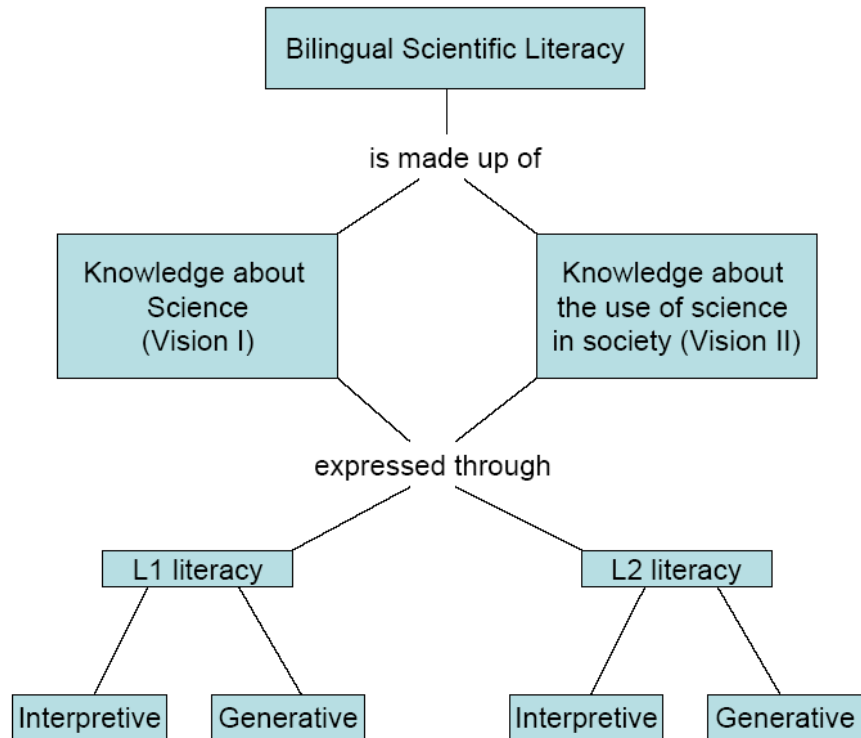 Bilingual Scientific Literacy
is made up of
Knowledge about
Science
(Vision I)
Knowledge about
the use of science
in society (Vision II)
expressed through
L1 literacy
L2 literacy
Interpretive
Generative
Interpretive
Generative